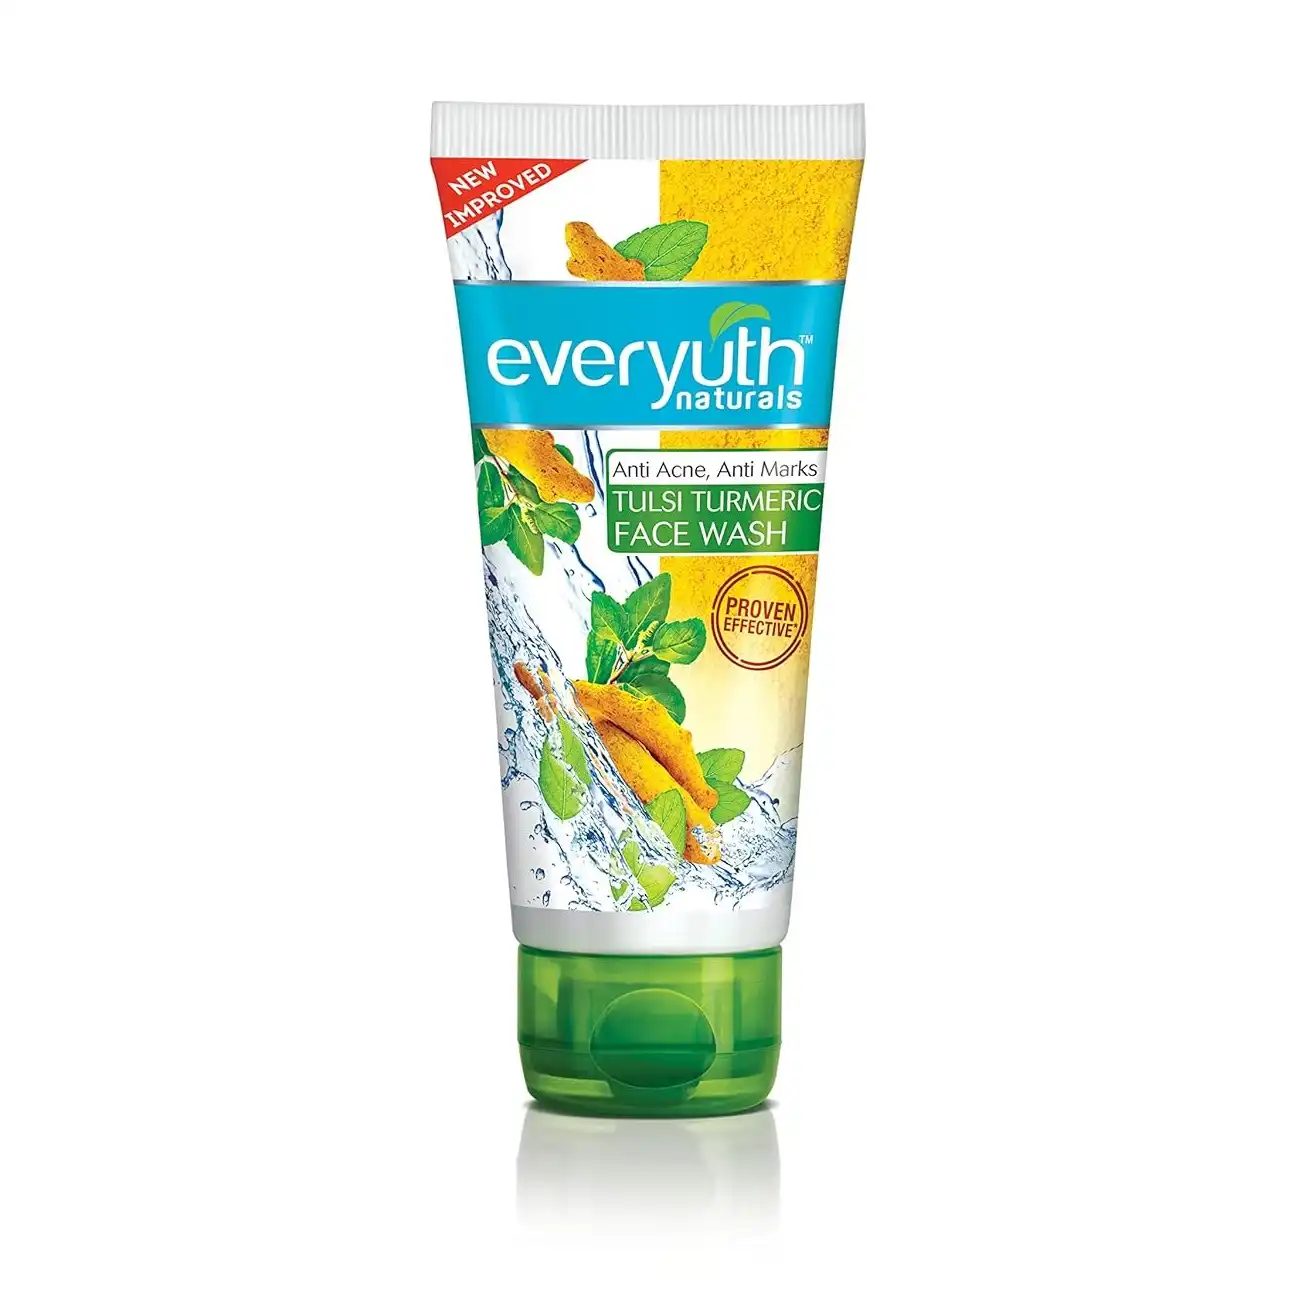 NEW
IMPROVED
everyuth™
naturals
Anti Acne, Anti Marks
TULSI TURMERIC
FACE WASH
PROVEN
EFFECTIVE*